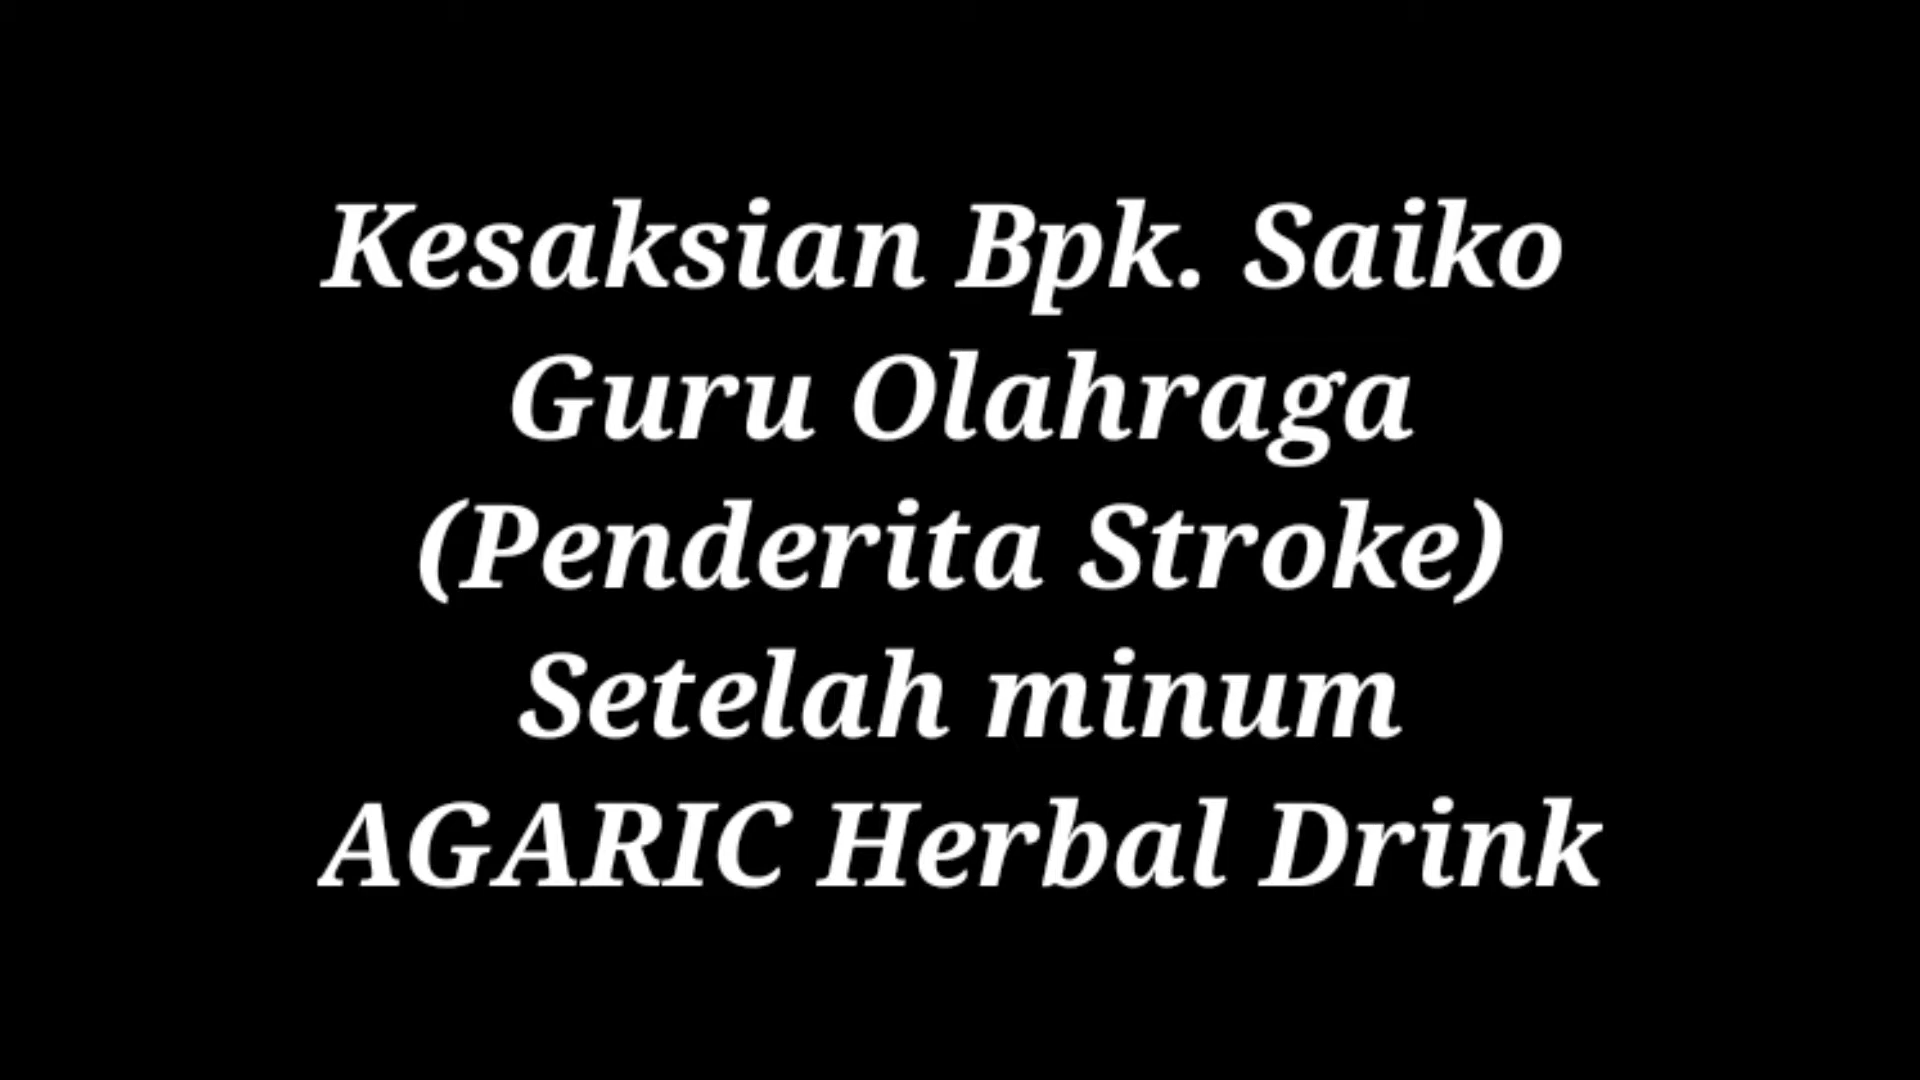 Kesaksian Bpk. Saiko
Guru Olahraga
(Penderita Stroke)
Setelah minum
AGARIC Herbal Drink